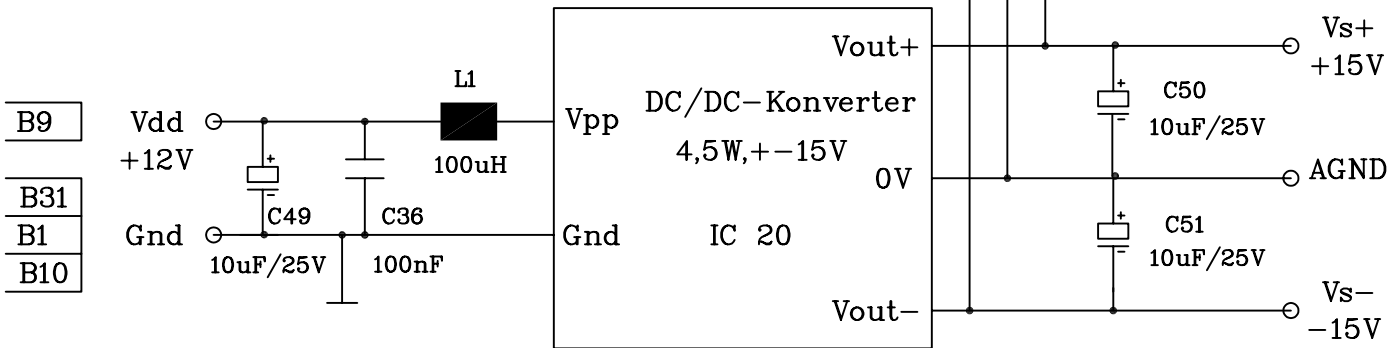 B9
B31
B1
B10
Vdd
+12V
Gnd
+
-
C49
10uF/25V
C36
100nF
L1
100uH
Vpp
Gnd
DC/DC-Konverter
4,5W,+-15V
IC 20
Vout+
0V
Vout-
+
-
C50
10uF/25V
+
-
C51
10uF/25V
Vs+
+15V
AGND
Vs-
-15V